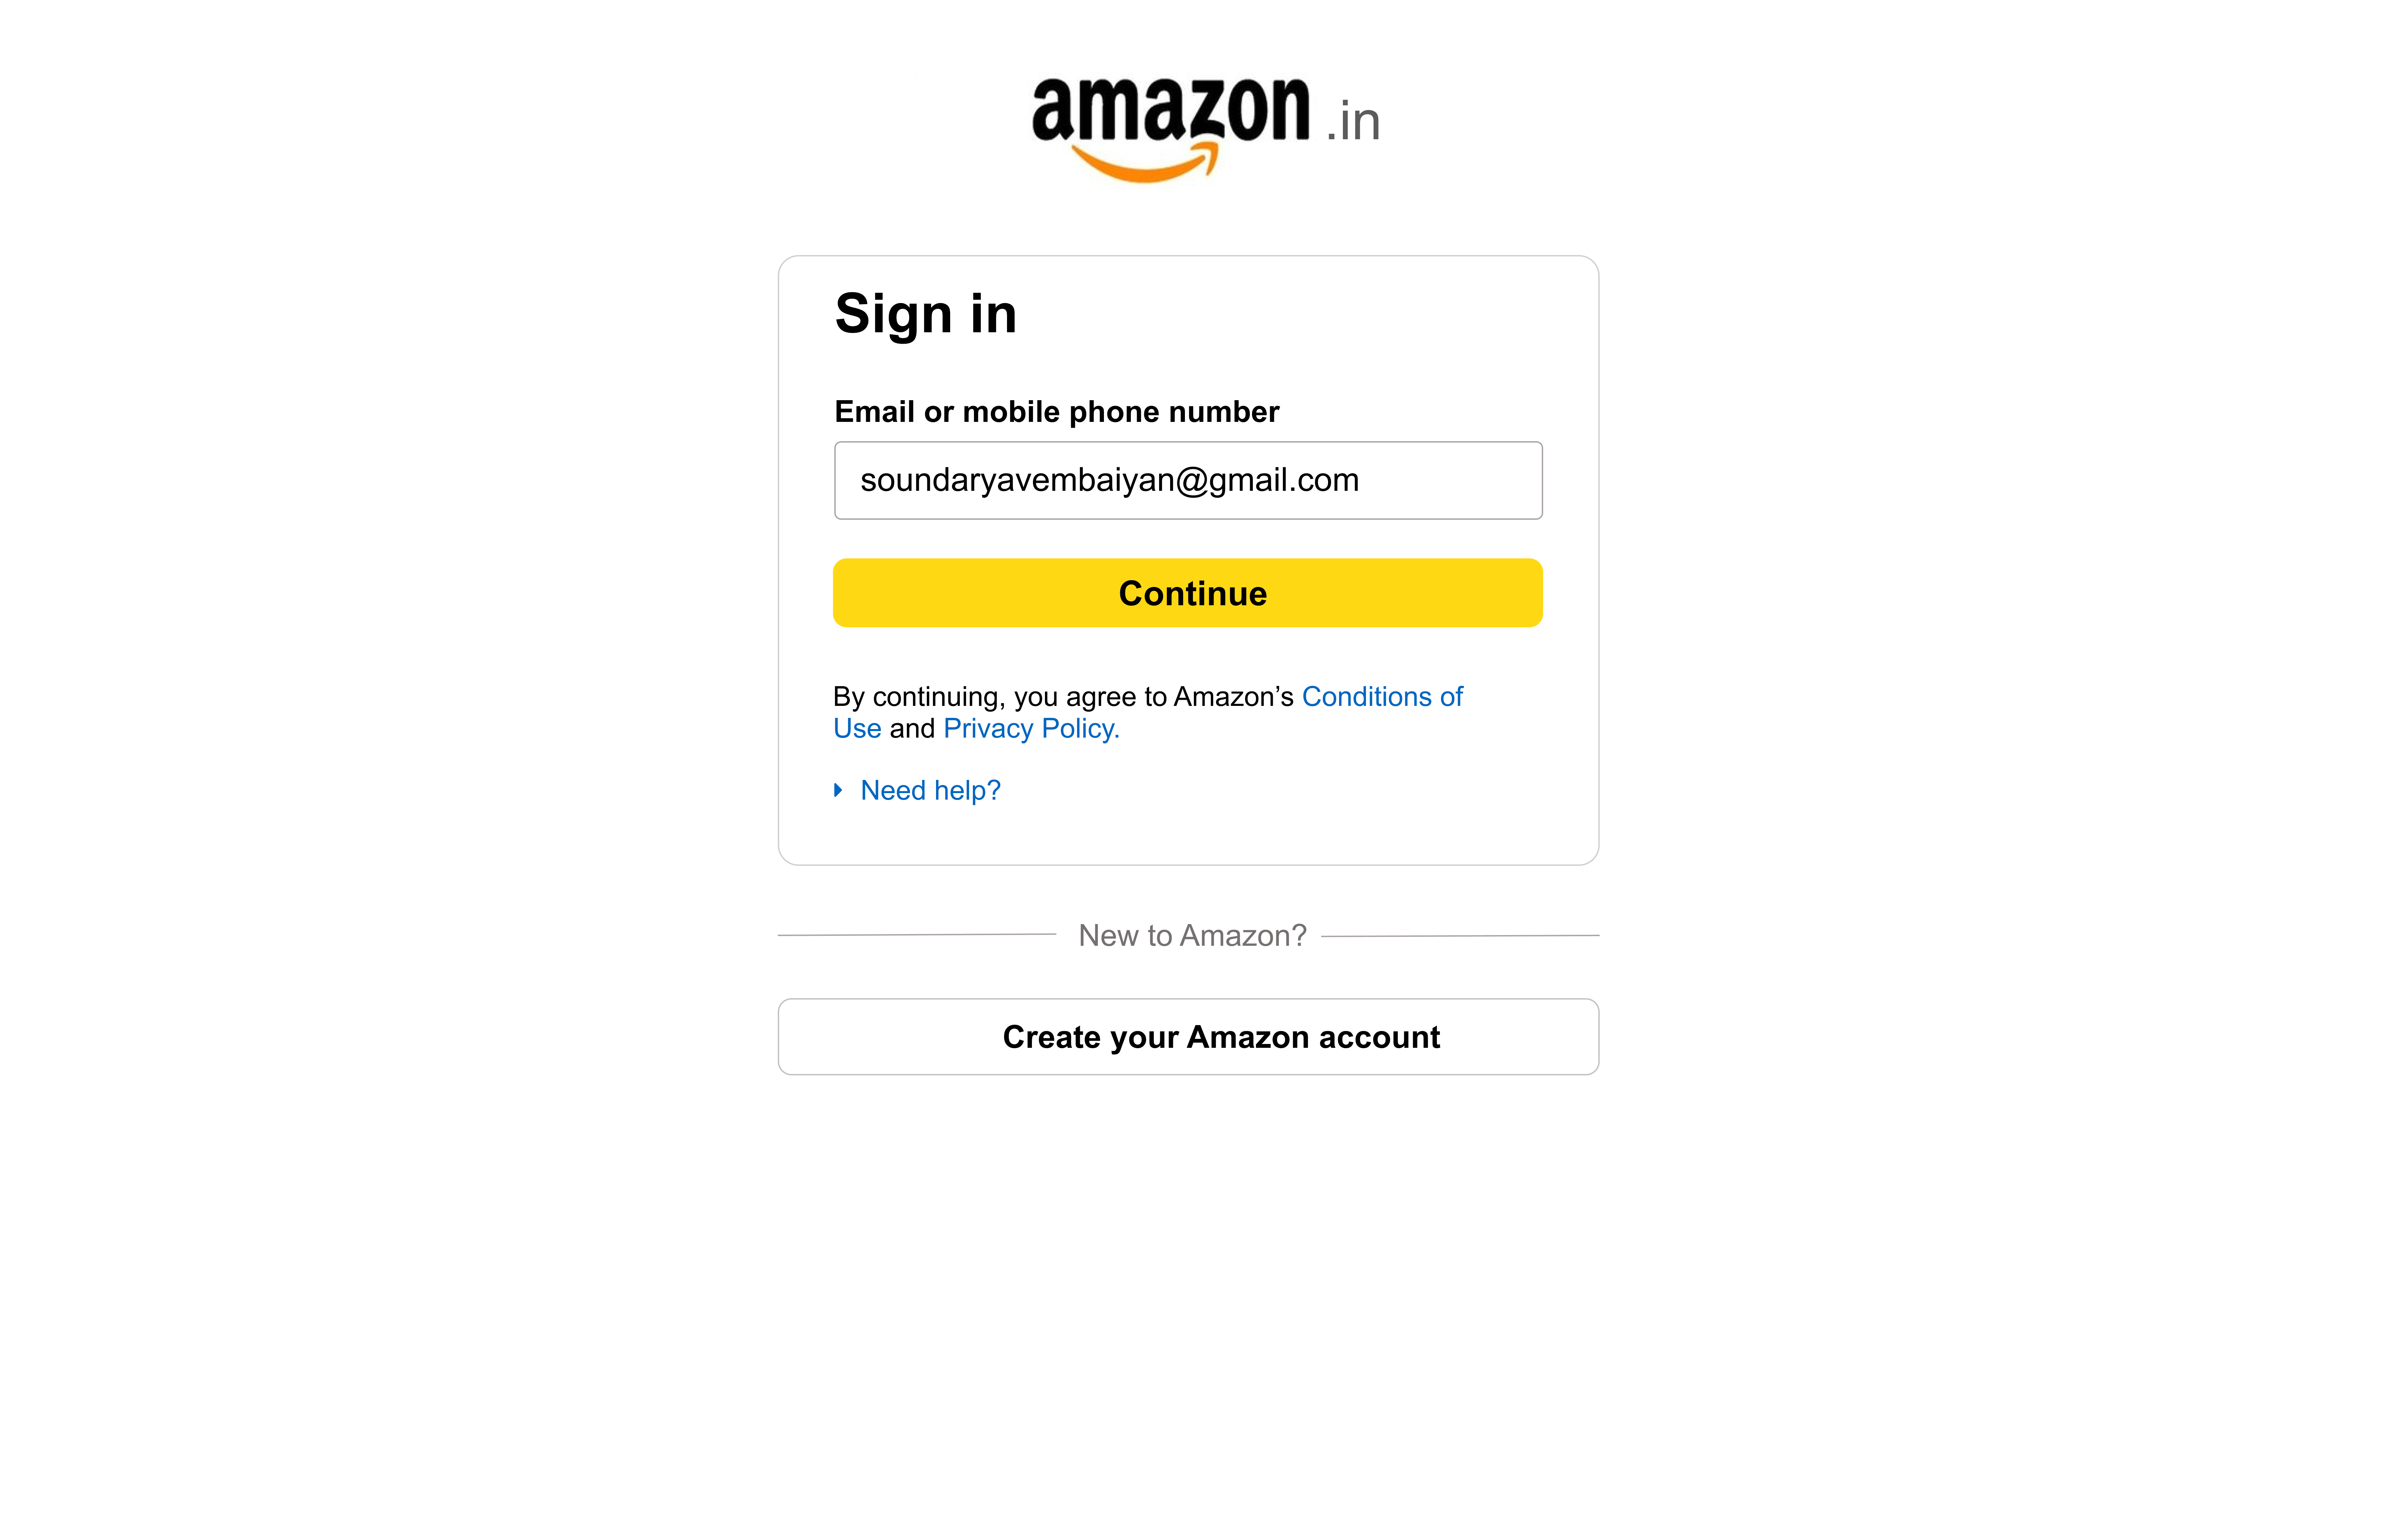 amazon .in
Sign in
Email or mobile phone number
soundaryavembaiyan@gmail.com
Continue
By continuing, you agree to Amazon’s Conditions of
Use and Privacy Policy.
Need help?
New to Amazon?
Create your Amazon account